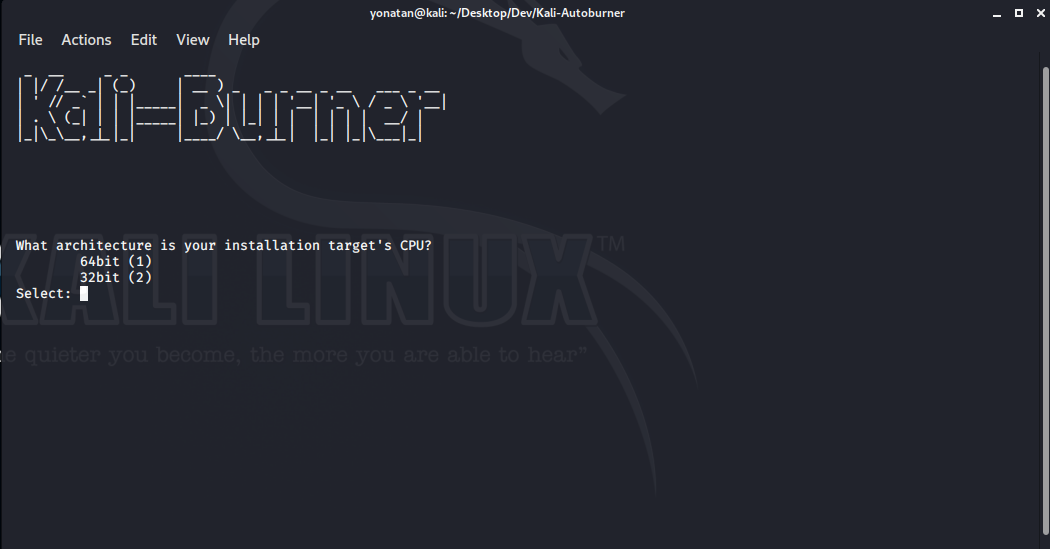 yonatan@kali: ~/Desktop/Dev/Kali-Autoburner
File Actions Edit View Help
Kali-Burner
What architecture is your installation target's CPU?
64bit (1)
32bit (2)
Select:
KALI LINUX™
e quieter you become, the more you are able to hear”